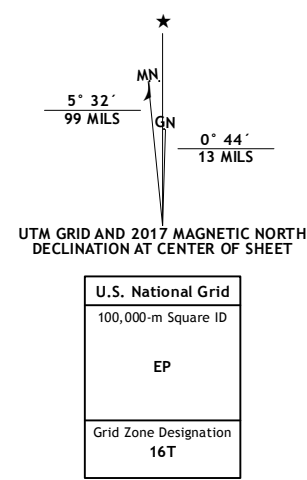 ★
MN
GN
5° 32´
99 MILS
0° 44´
13 MILS
UTM GRID AND 2017 MAGNETIC NORTH
DECLINATION AT CENTER OF SHEET
U.S. National Grid
100,000-m Square ID
EP
Grid Zone Designation
16T